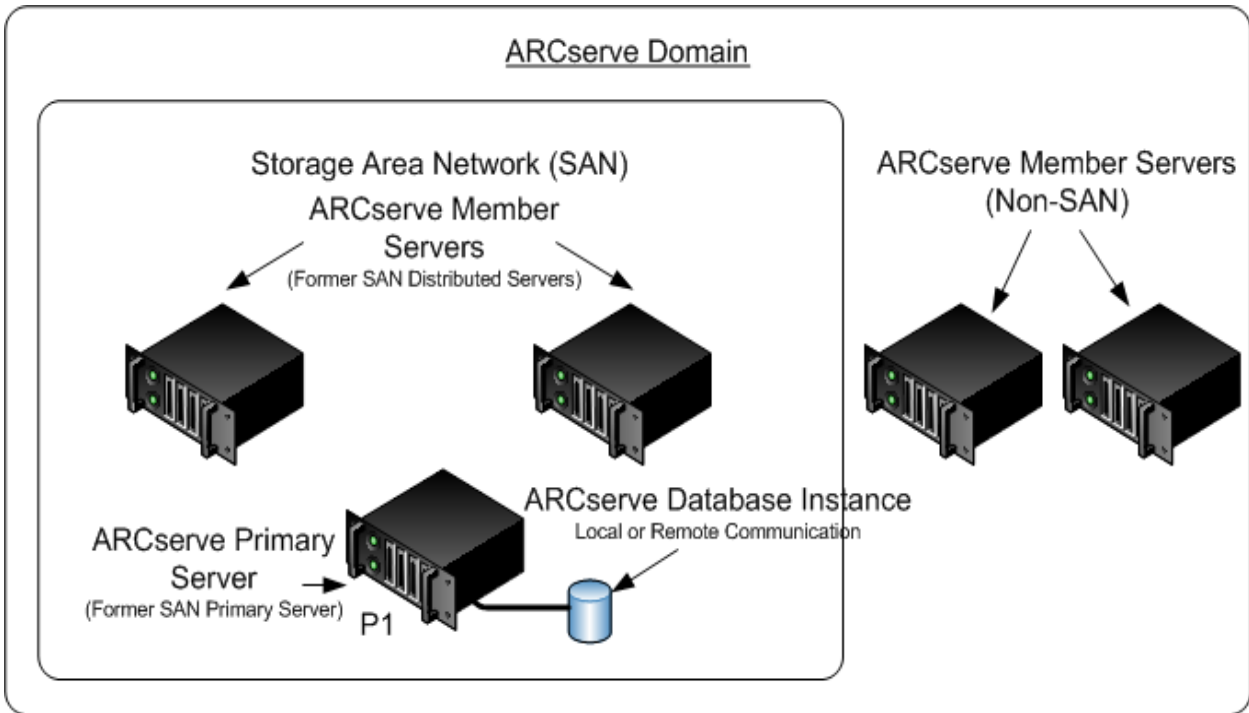 ARCserve Domain
Storage Area Network (SAN)
ARCserve Member
Servers
(Former SAN Distributed Servers)
ARCserve Member Servers
(Non-SAN)
ARCserve Database Instance
Local or Remote Communication
ARCserve Primary
Server
(Former SAN Primary Server)
P1